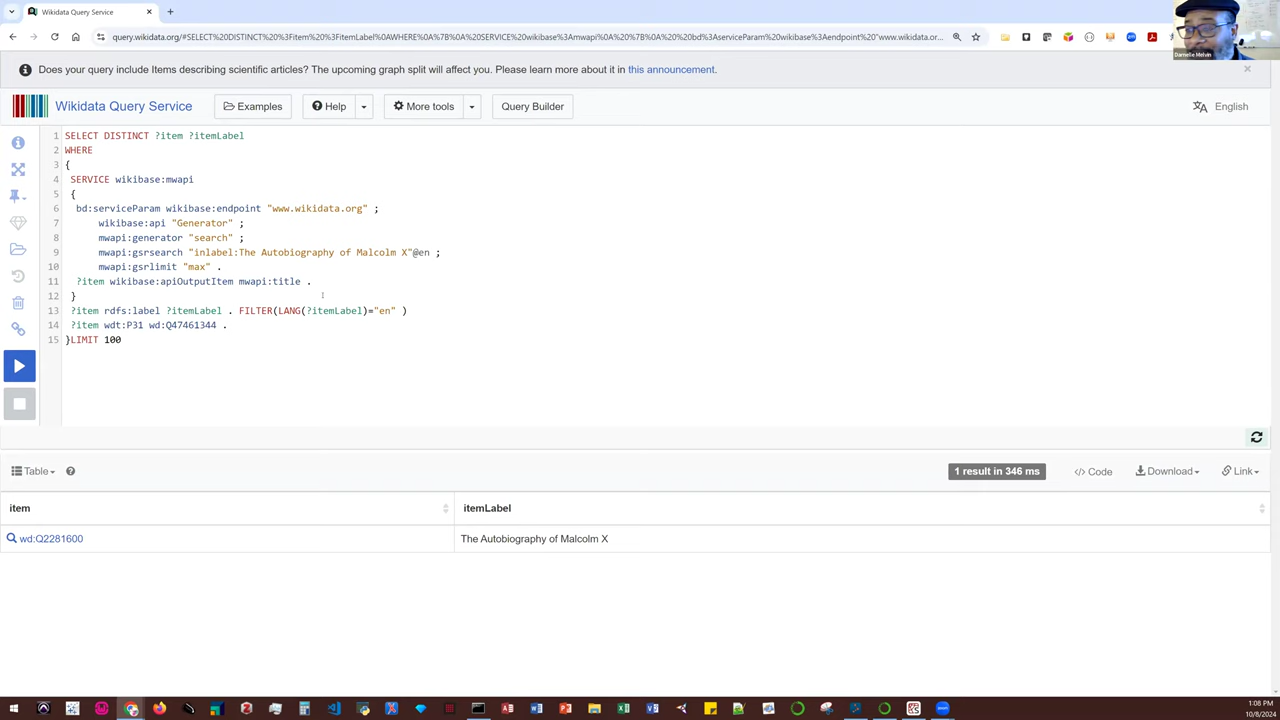 Wikidata Query Service
query.wikidata.org/#SELECT%20DISTINCT%20%3Fitem%20%3FitemLabel%0AWHERE%0A%7B%0A%20SERVICE%20wikibase%3Amwapi%0A%20%7B%0A%20%20bd%3AserviceParam%20wikibase%3Aendpoint%20"www.wikidata.or...
Darnelle Melvin
Does your query include Items describing scientific articles? The upcoming graph split will affect you. Please learn more about it in this announcement.
Wikidata Query Service
Examples
Help
More tools
Query Builder
English
1 SELECT DISTINCT ?item ?itemLabel
2 WHERE
3 {
4 SERVICE wikibase:mwapi
5 {
6 bd:serviceParam wikibase:endpoint "www.wikidata.org" ;
7 wikibase:api "Generator" ;
8 mwapi:generator "search" ;
9 mwapi:gsrsearch "inlabel:The Autobiography of Malcolm X"@en ;
10 mwapi:gsrlimit "max" .
11 ?item wikibase:apiOutputItem mwapi:title .
12 }
13 ?item rdfs:label ?itemLabel . FILTER(LANG(?itemLabel)="en" )
14 ?item wdt:P31 wd:Q47461344 .
15 }LIMIT 100
Table
1 result in 346 ms
</> Code
Download
Link
item itemLabel
wd:Q2281600 The Autobiography of Malcolm X
1:08 PM
10/8/2024